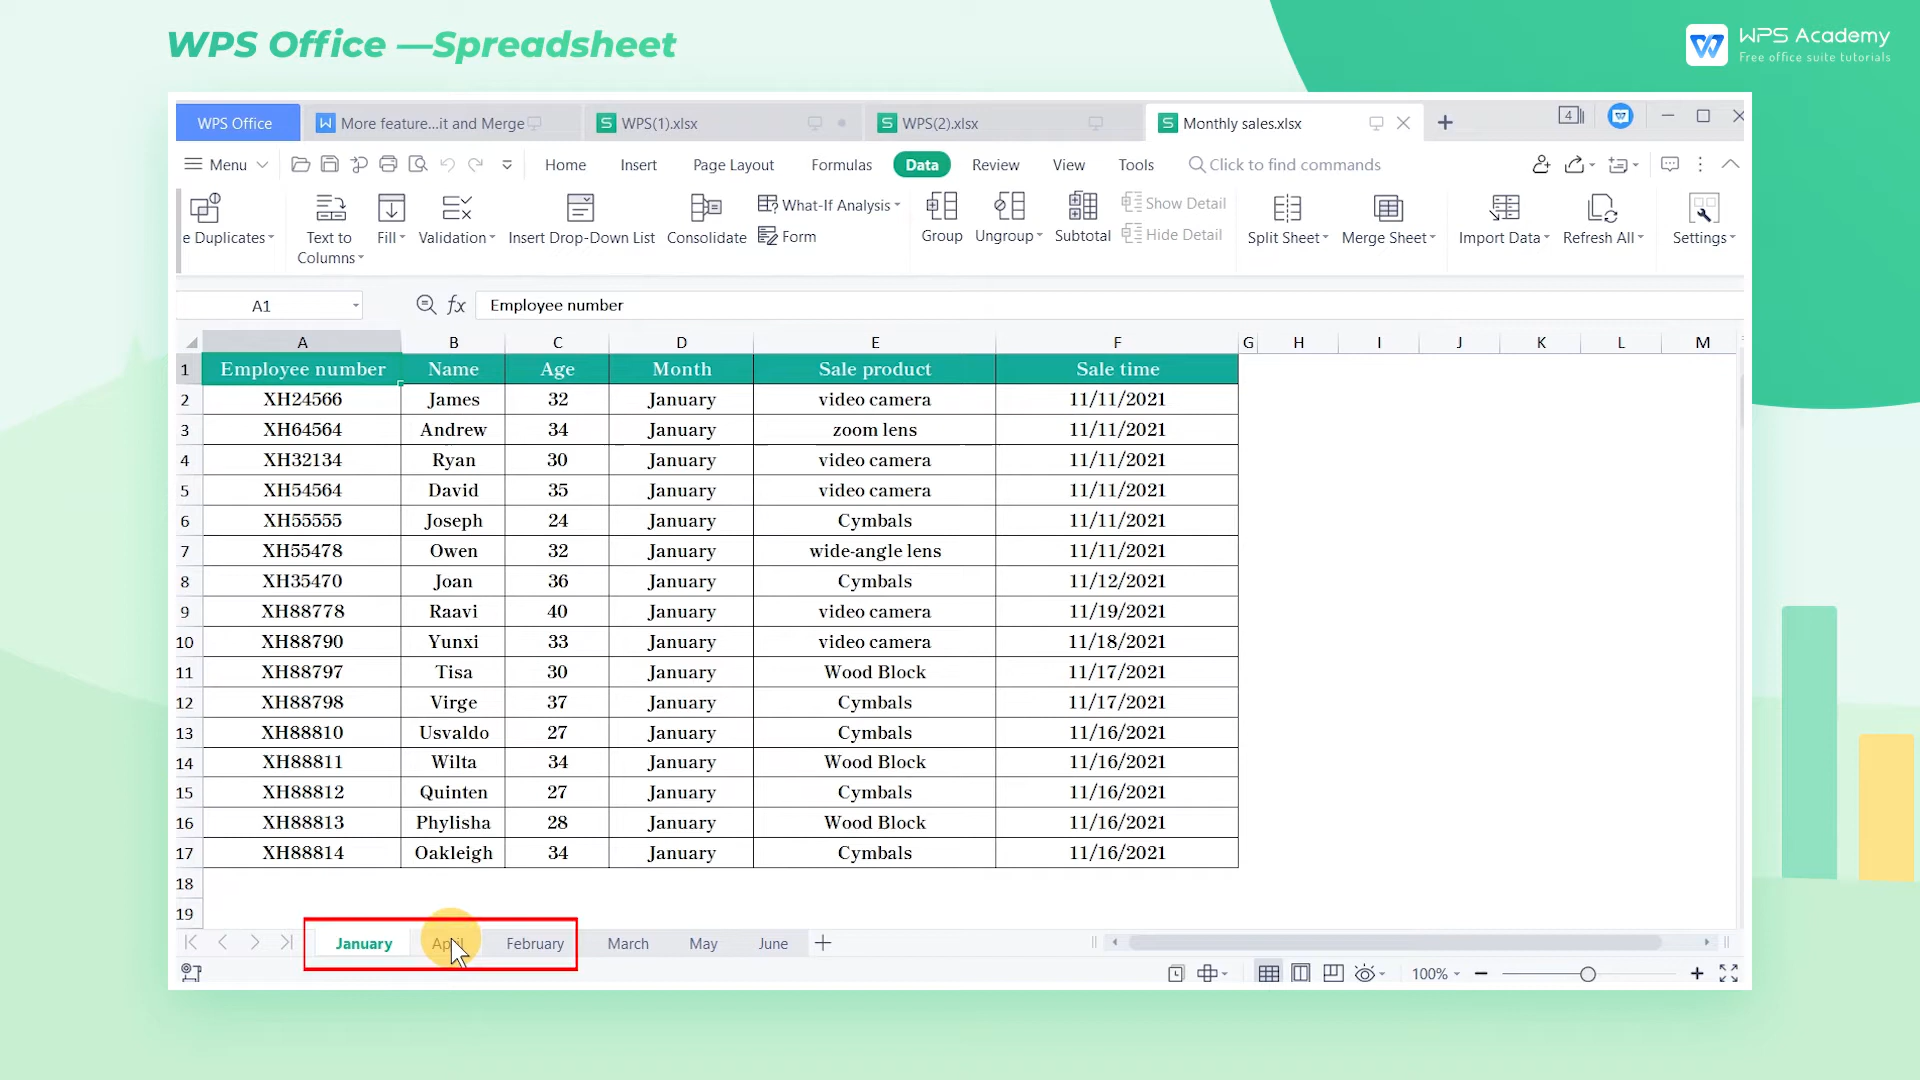 WPS Office —Spreadsheet
WPS Academy
Free office suite tutorials
WPS Office
W More feature...it and Merge
S WPS(1).xlsx
S WPS(2).xlsx
S Monthly sales.xlsx
4
Menu
Home Insert Page Layout Formulas Data Review View Tools Click to find commands
e Duplicates
Text to Columns
Fill
Validation
Insert Drop-Down List
Consolidate
What-If Analysis
Form
Group
Ungroup
Subtotal
Show Detail
Hide Detail
Split Sheet
Merge Sheet
Import Data
Refresh All
Settings
A1 fx Employee number
A B C D E F G H I J K L M
1 Employee number Name Age Month Sale product Sale time
2 XH24566 James 32 January video camera 11/11/2021
3 XH64564 Andrew 34 January zoom lens 11/11/2021
4 XH32134 Ryan 30 January video camera 11/11/2021
5 XH54564 David 35 January video camera 11/11/2021
6 XH55555 Joseph 24 January Cymbals 11/11/2021
7 XH55478 Owen 32 January wide-angle lens 11/11/2021
8 XH35470 Joan 36 January Cymbals 11/12/2021
9 XH88778 Raavi 40 January video camera 11/19/2021
10 XH88790 Yunxi 33 January video camera 11/18/2021
11 XH88797 Tisa 30 January Wood Block 11/17/2021
12 XH88798 Virge 37 January Cymbals 11/17/2021
13 XH88810 Usvaldo 27 January Cymbals 11/16/2021
14 XH88811 Wilta 34 January Wood Block 11/16/2021
15 XH88812 Quinten 27 January Cymbals 11/16/2021
16 XH88813 Phylisha 28 January Wood Block 11/16/2021
17 XH88814 Oakleigh 34 January Cymbals 11/16/2021
18
19
January April February March May June
100%